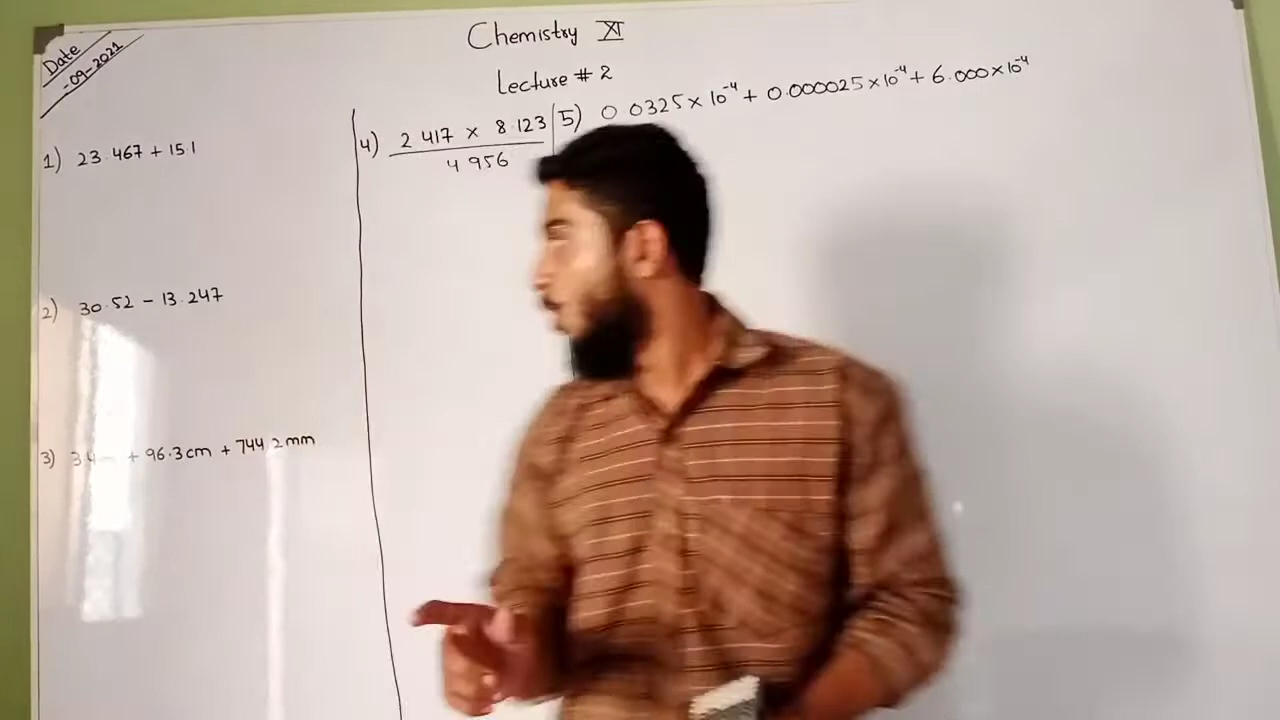 Chemistry XI
Lecture # 2
Date
-09-2021
1) 23.467 + 15.1
2) 30.52 - 13.247
3) 3.4m + 96.3cm + 744.2mm
4) 2.417 × 8.123
4.956
5) 0.0325×10⁻⁴ + 0.000025×10⁻⁴ + 6.000×10⁻⁴